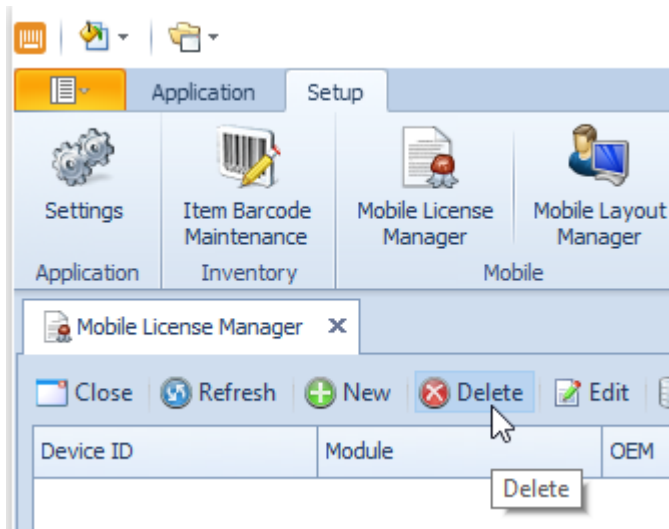 Application Setup
Settings
Item Barcode
Maintenance
Mobile License
Manager
Mobile Layout
Manager
Application Inventory Mobile
Mobile License Manager
Close Refresh New Delete Edit
Device ID Module OEM
Delete